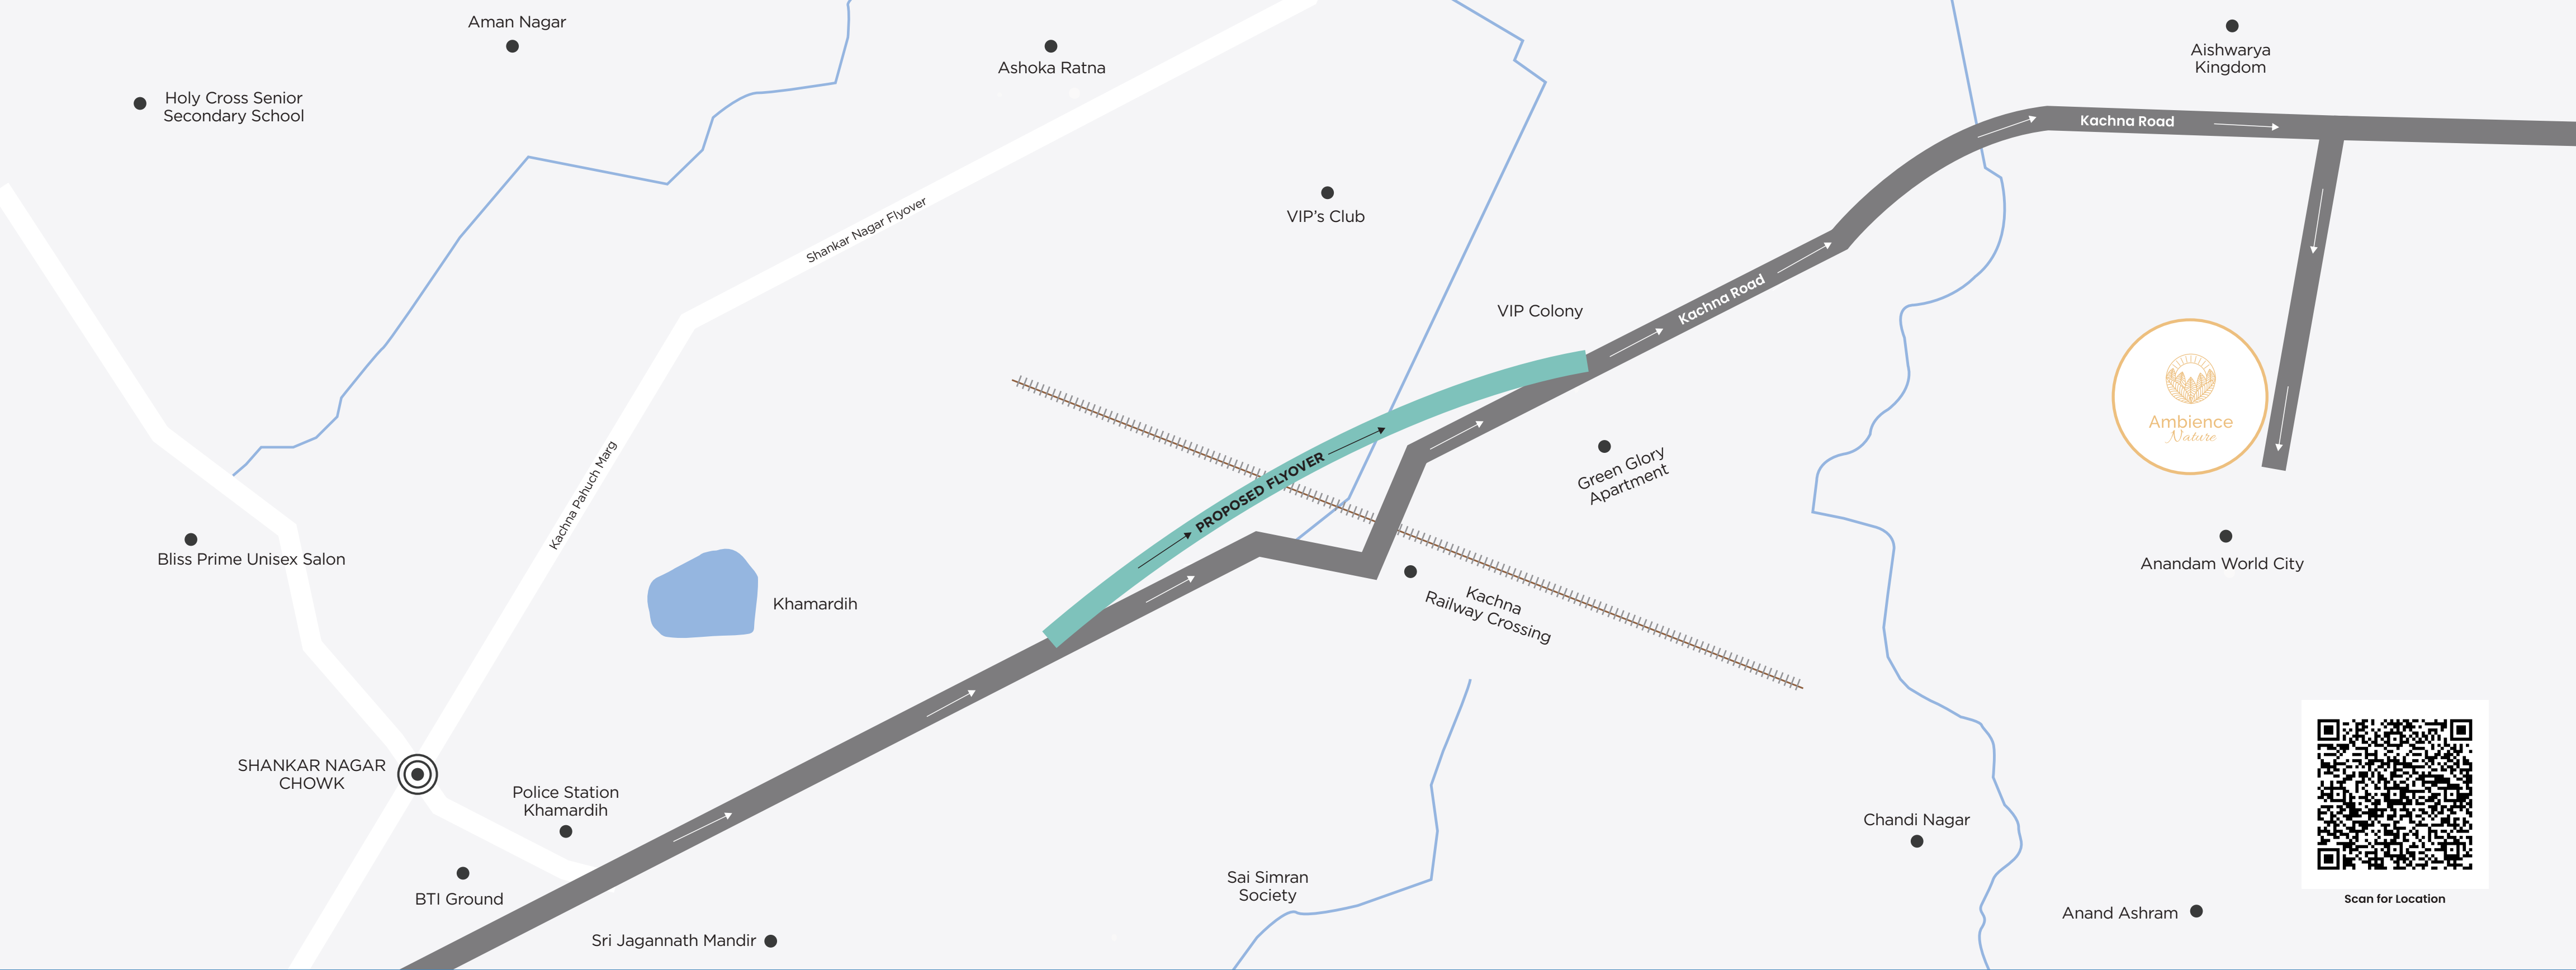 Aman Nagar
Ashoka Ratna
Aishwarya
Kingdom
Holy Cross Senior
Secondary School
Kachna Road
Shankar Nagar Flyover
VIP's Club
VIP Colony
Kachna Road
Ambience
Nature
PROPOSED FLYOVER
Green Glory
Apartment
Kachna Pahuch Marg
Bliss Prime Unisex Salon
Anandam World City
Khamardih
Kachna
Railway Crossing
SHANKAR NAGAR
CHOWK
Police Station
Khamardih
Chandi Nagar
BTI Ground
Sai Simran
Society
Scan for Location
Anand Ashram
Sri Jagannath Mandir